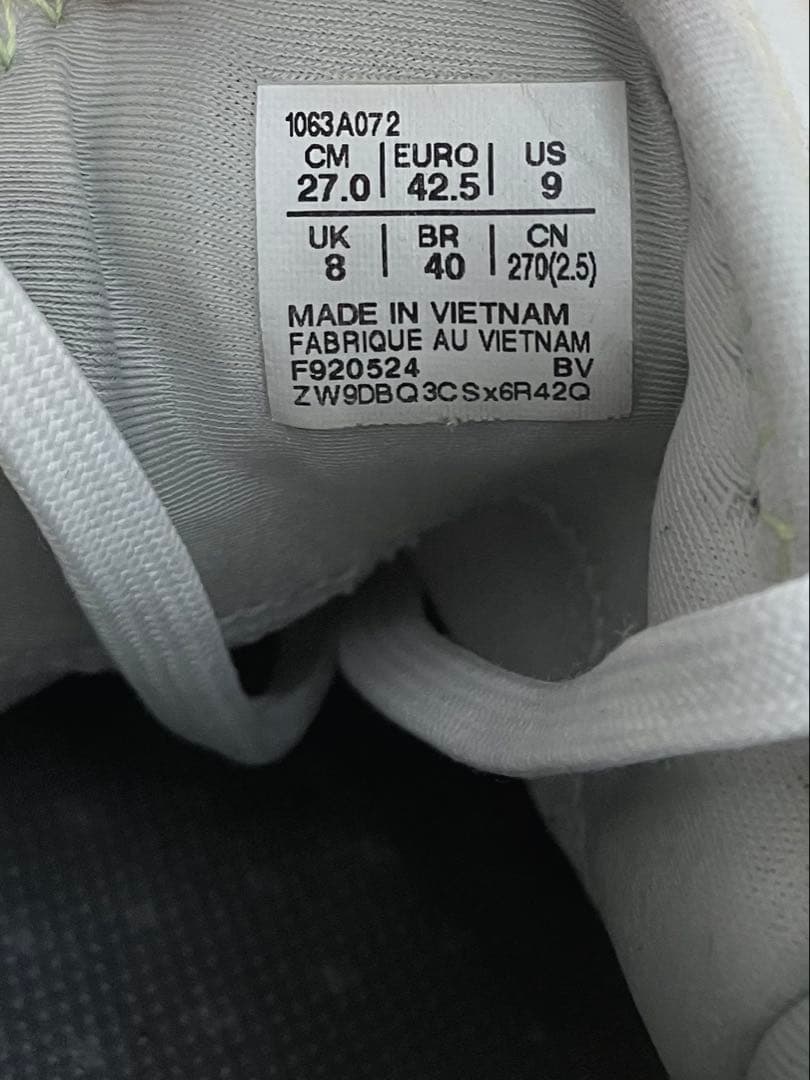 1063A072
CM | EURO | US
27.0 | 42.5 | 9
UK | BR | CN
8 | 40 | 270(2.5)
MADE IN VIETNAM
FABRIQUE AU VIETNAM
F920524 BV
ZW9DBQ3CSx6R42Q